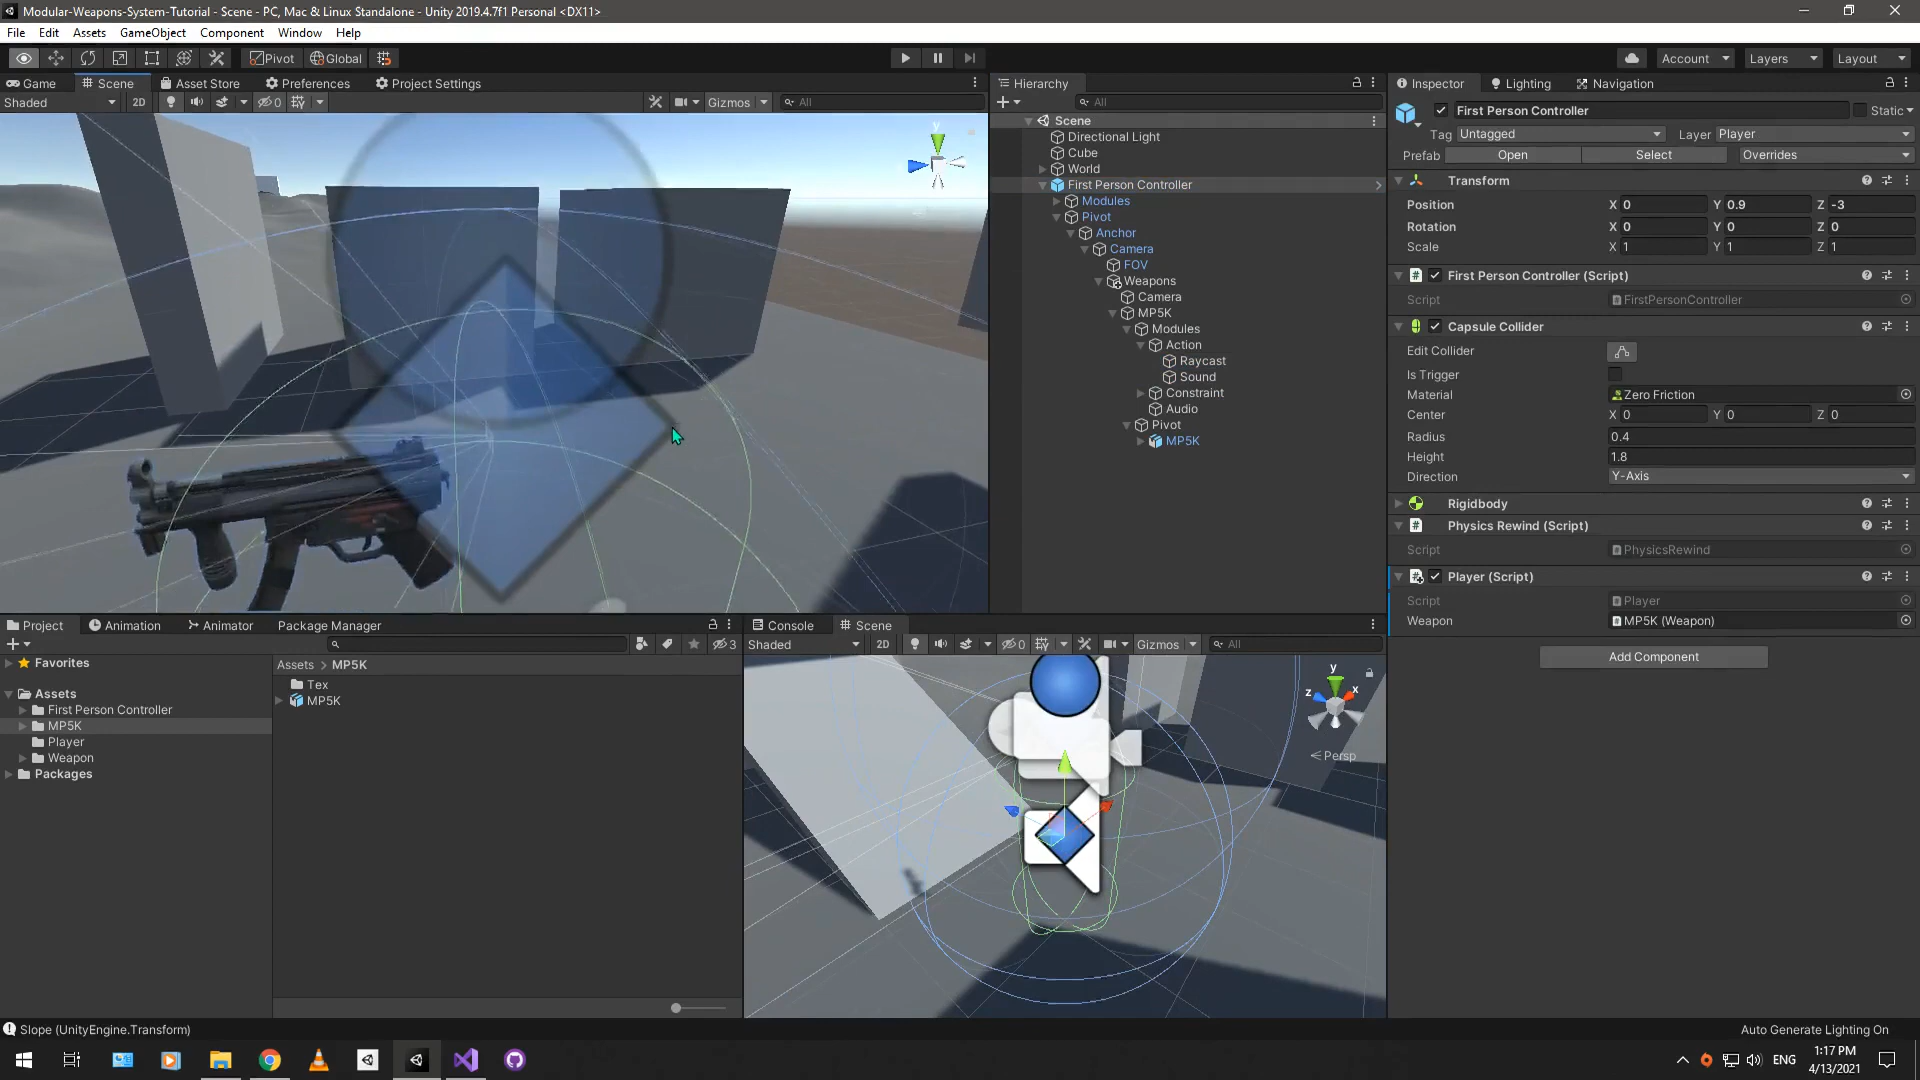 Modular-Weapons-System-Tutorial - Scene - PC, Mac & Linux Standalone - Unity 2019.4.7f1 Personal <DX11>
File Edit Assets GameObject Component Window Help
Pivot Global Account Layers Layout
Game Scene Asset Store Preferences Project Settings
Shaded 2D 0 Gizmos All
y
Hierarchy
All
Scene
Directional Light
Cube
World
First Person Controller
Modules
Pivot
Anchor
Camera
FOV
Weapons
Camera
MP5K
Modules
Action
Raycast
Sound
Constraint
Audio
Pivot
MP5K
Inspector Lighting Navigation
First Person Controller Static
Tag Untagged Layer Player
Prefab Open Select Overrides
Transform
Position X 0 Y 0.9 Z -3
Rotation X 0 Y 0 Z 0
Scale X 1 Y 1 Z 1
First Person Controller (Script)
Script FirstPersonController
Capsule Collider
Edit Collider
Is Trigger
Material Zero Friction
Center X 0 Y 0 Z 0
Radius 0.4
Height 1.8
Direction Y-Axis
Rigidbody
Physics Rewind (Script)
Script PhysicsRewind
Player (Script)
Script Player
Weapon MP5K (Weapon)
Add Component
Project Animation Animator Package Manager
3
Favorites
Assets
First Person Controller
MP5K
Player
Weapon
Packages
Assets > MP5K
Tex
MP5K
Console Scene
Shaded 2D 0 Gizmos All
y
z x
Persp
Slope (UnityEngine.Transform)
Auto Generate Lighting On
ENG
1:17 PM
4/13/2021